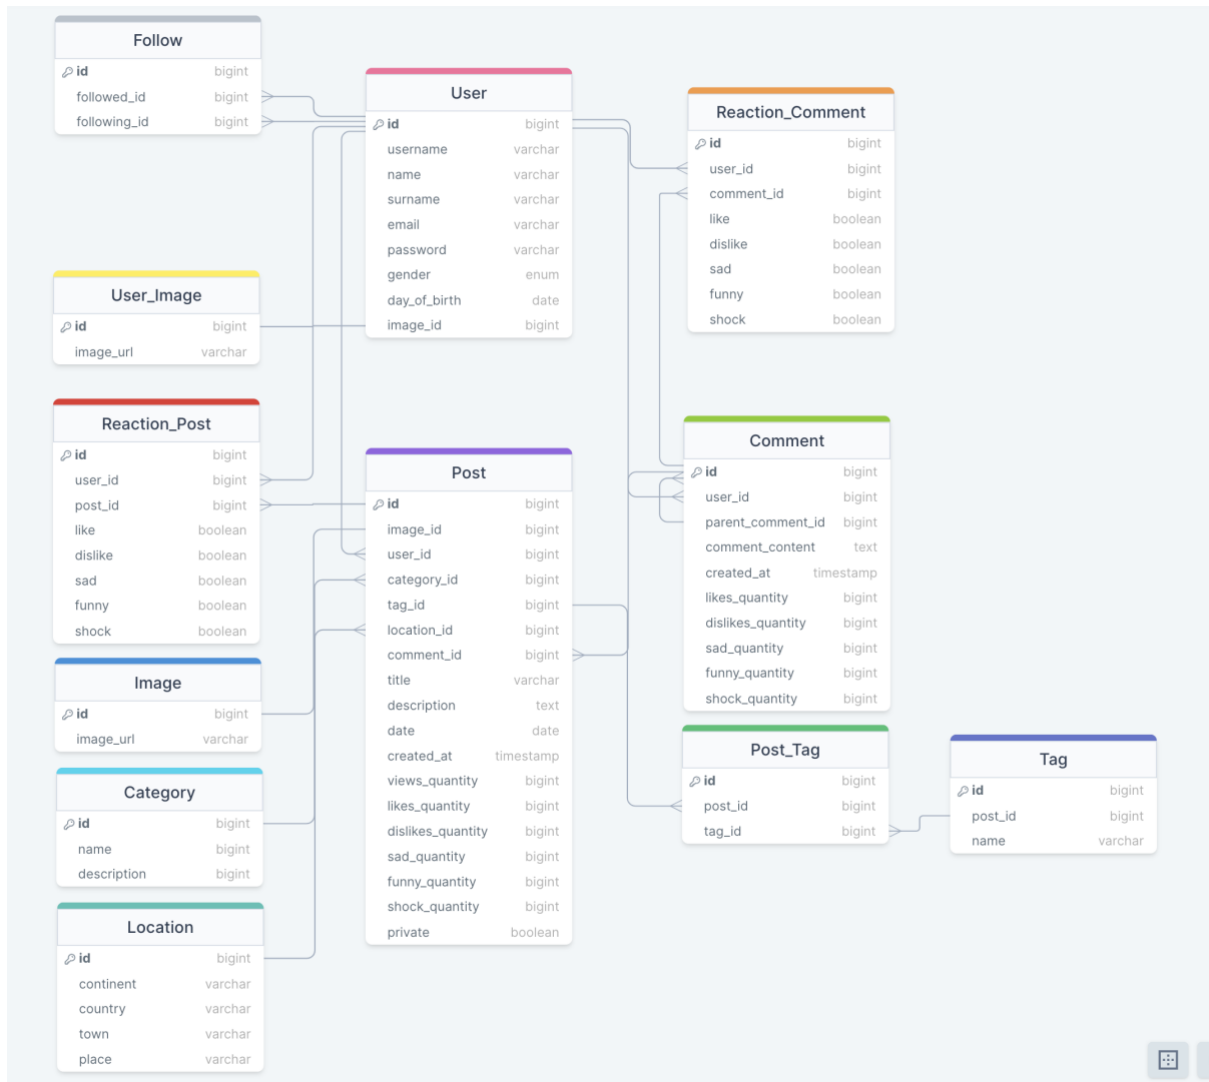 Follow
id bigint
followed_id bigint
following_id bigint
User
id bigint
username varchar
name varchar
surname varchar
email varchar
password varchar
gender enum
day_of_birth date
image_id bigint
Reaction_Comment
id bigint
user_id bigint
comment_id bigint
like boolean
dislike boolean
sad boolean
funny boolean
shock boolean
User_Image
id bigint
image_url varchar
Reaction_Post
id bigint
user_id bigint
post_id bigint
like boolean
dislike boolean
sad boolean
funny boolean
shock boolean
Post
id bigint
image_id bigint
user_id bigint
category_id bigint
tag_id bigint
location_id bigint
comment_id bigint
title varchar
description text
date date
created_at timestamp
views_quantity bigint
likes_quantity bigint
dislikes_quantity bigint
sad_quantity bigint
funny_quantity bigint
shock_quantity bigint
private boolean
Comment
id bigint
user_id bigint
parent_comment_id bigint
comment_content text
created_at timestamp
likes_quantity bigint
dislikes_quantity bigint
sad_quantity bigint
funny_quantity bigint
shock_quantity bigint
Image
id bigint
image_url varchar
Category
id bigint
name bigint
description bigint
Location
id bigint
continent varchar
country varchar
town varchar
place varchar
Post_Tag
id bigint
post_id bigint
tag_id bigint
Tag
id bigint
post_id bigint
name varchar